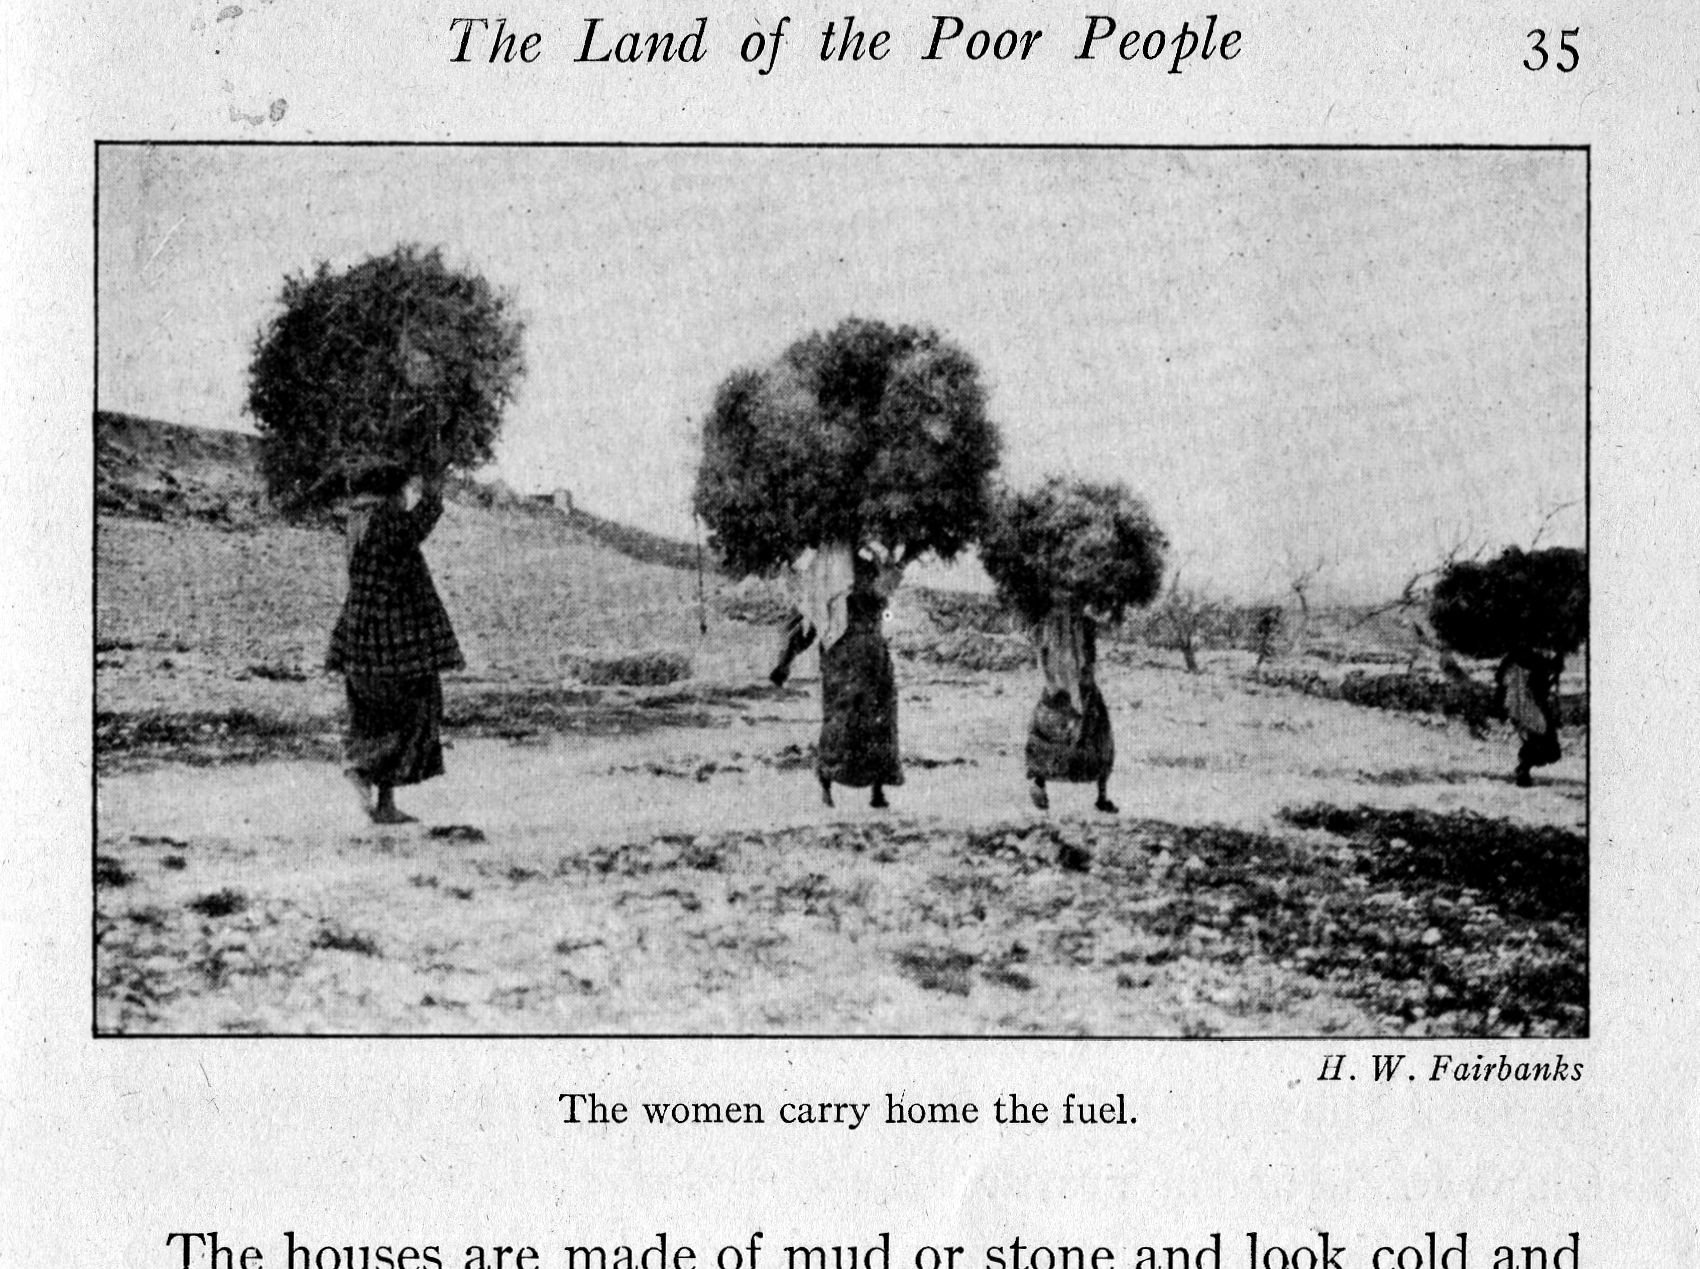 The Land of the Poor People 35
H. W. Fairbanks
The women carry home the fuel.
The houses are made of mud or stone and look cold and